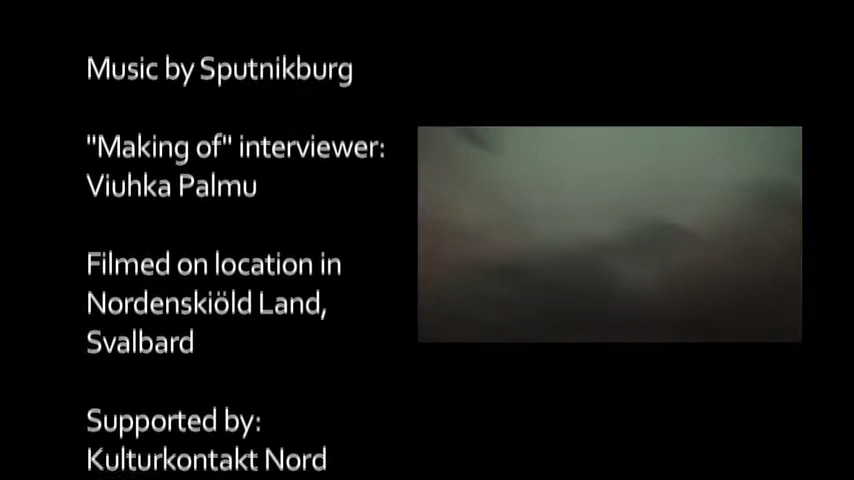 Music by Sputnikburg
"Making of" interviewer:
Viuhka Palmu
Filmed on location in
Nordenskiöld Land,
Svalbard
Supported by:
Kulturkontakt Nord